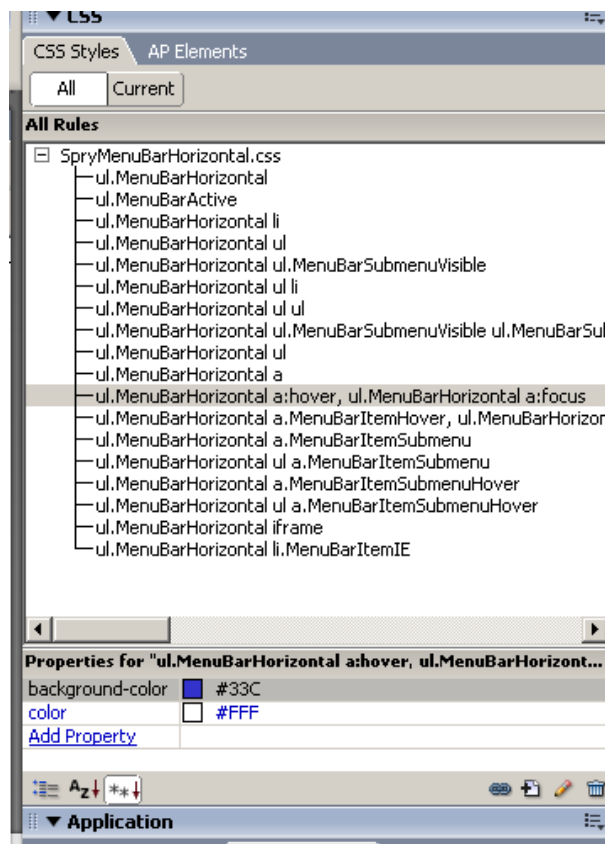 CSS
CSS Styles AP Elements
All Current
All Rules
SpryMenuBarHorizontal.css
ul.MenuBarHorizontal
ul.MenuBarActive
ul.MenuBarHorizontal li
ul.MenuBarHorizontal ul
ul.MenuBarHorizontal ul.MenuBarSubmenuVisible
ul.MenuBarHorizontal ul li
ul.MenuBarHorizontal ul ul
ul.MenuBarHorizontal ul.MenuBarSubmenuVisible ul.MenuBarSul
ul.MenuBarHorizontal ul
ul.MenuBarHorizontal a
ul.MenuBarHorizontal a:hover, ul.MenuBarHorizontal a:focus
ul.MenuBarHorizontal a.MenuBarItemHover, ul.MenuBarHorizon
ul.MenuBarHorizontal a.MenuBarItemSubmenu
ul.MenuBarHorizontal ul a.MenuBarItemSubmenu
ul.MenuBarHorizontal a.MenuBarItemSubmenuHover
ul.MenuBarHorizontal ul a.MenuBarItemSubmenuHover
ul.MenuBarHorizontal iframe
ul.MenuBarHorizontal li.MenuBarItemIE
Properties for "ul.MenuBarHorizontal a:hover, ul.MenuBarHorizont...
background-color #33C
color #FFF
Add Property
AZ **
Application